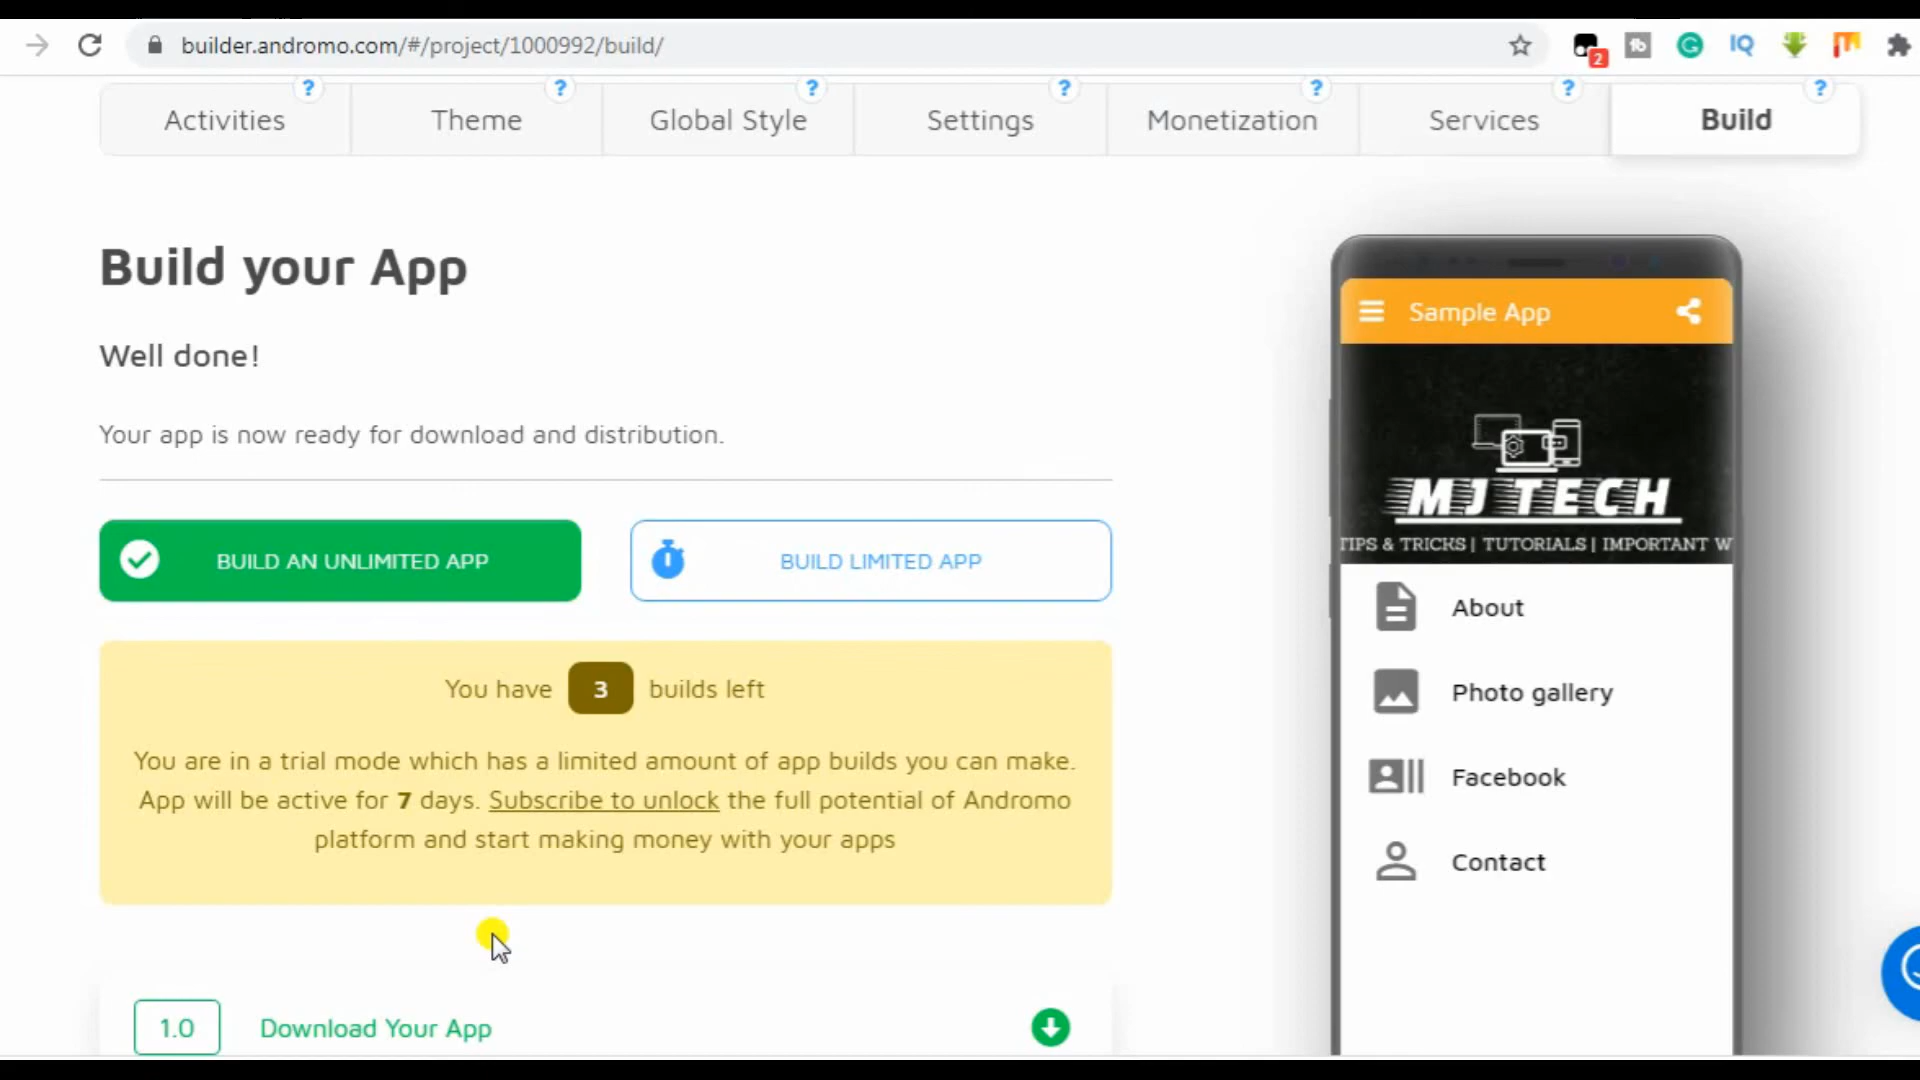 builder.andromo.com/#/project/1000992/build/
2
tb
G
IQ
? ? ? ? ? ? ?
Activities Theme Global Style Settings Monetization Services Build
Build your App
Well done!
Your app is now ready for download and distribution.
BUILD AN UNLIMITED APP
BUILD LIMITED APP
You have 3 builds left
You are in a trial mode which has a limited amount of app builds you can make.
App will be active for 7 days. Subscribe to unlock the full potential of Andromo
platform and start making money with your apps
1.0 Download Your App
Sample App
MJ TECH
TIPS & TRICKS | TUTORIALS | IMPORTANT W
About
Photo gallery
Facebook
Contact